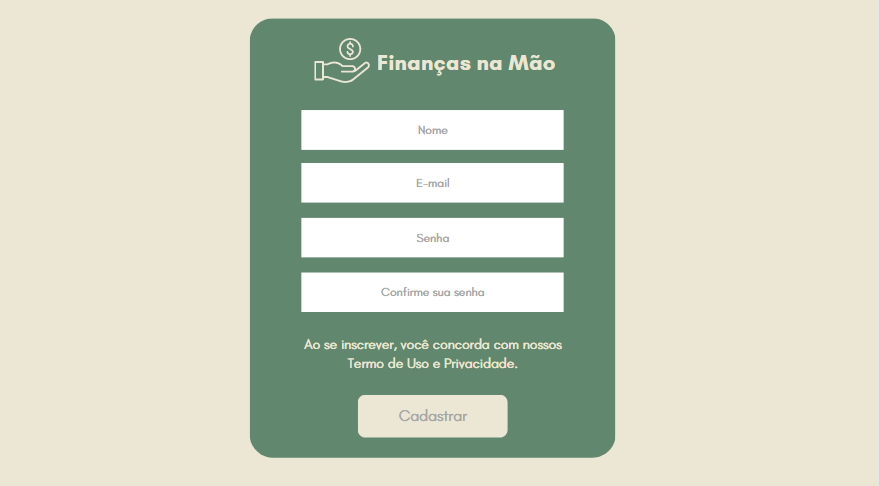 $
Finanças na Mão
Nome
E-mail
Senha
Confirme sua senha
Ao se inscrever, você concorda com nossos
Termo de Uso e Privacidade.
Cadastrar